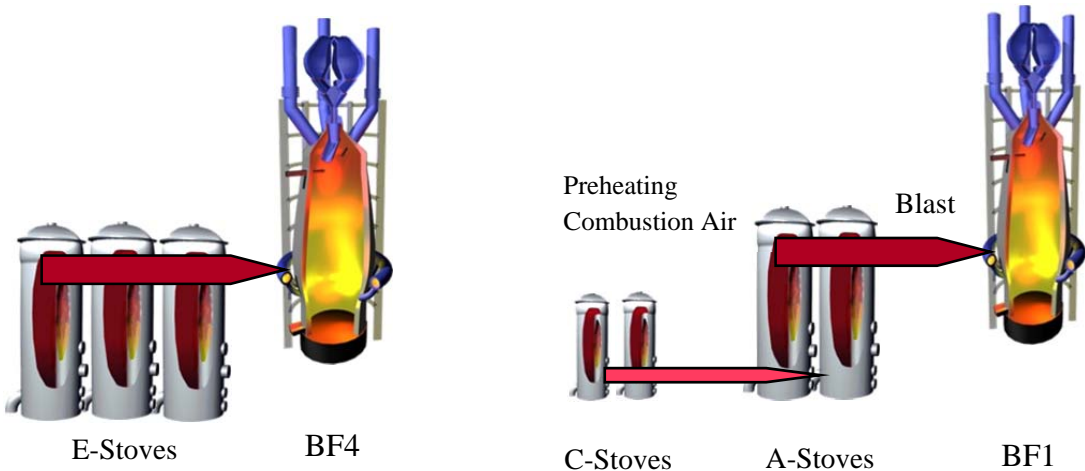 Preheating
Combustion Air
Blast
E-Stoves
BF4
C-Stoves
A-Stoves
BF1